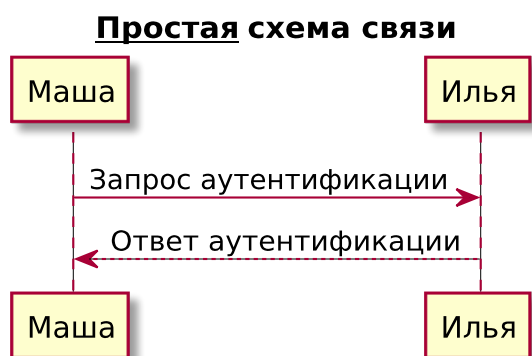 Простая схема связи
Маша Илья
Запрос аутентификации
Ответ аутентификации
Маша Илья